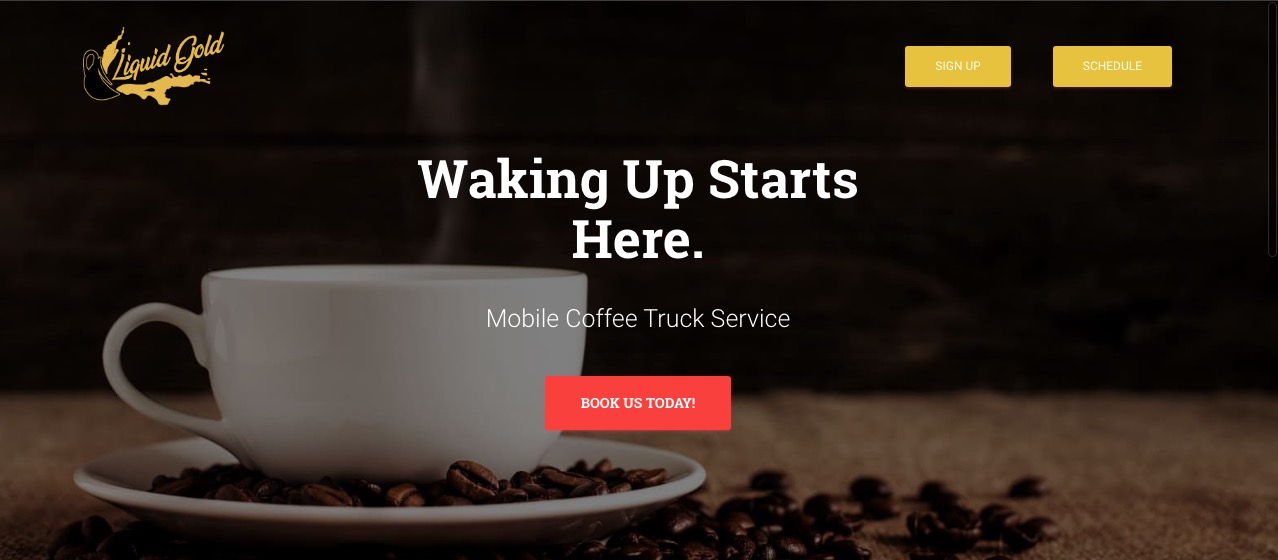 Liquid Gold
SIGN UP
SCHEDULE
Waking Up Starts
Here.
Mobile Coffee Truck Service
BOOK US TODAY!